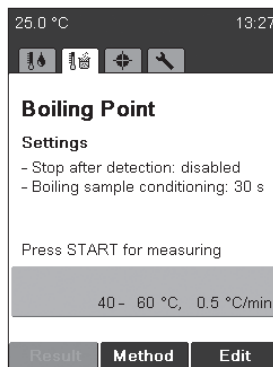 25.0 °C 13:27
Boiling Point
Settings
– Stop after detection: disabled
– Boiling sample conditioning: 30 s
Press START for measuring
40 – 60 °C, 0.5 °C/min
Result Method Edit